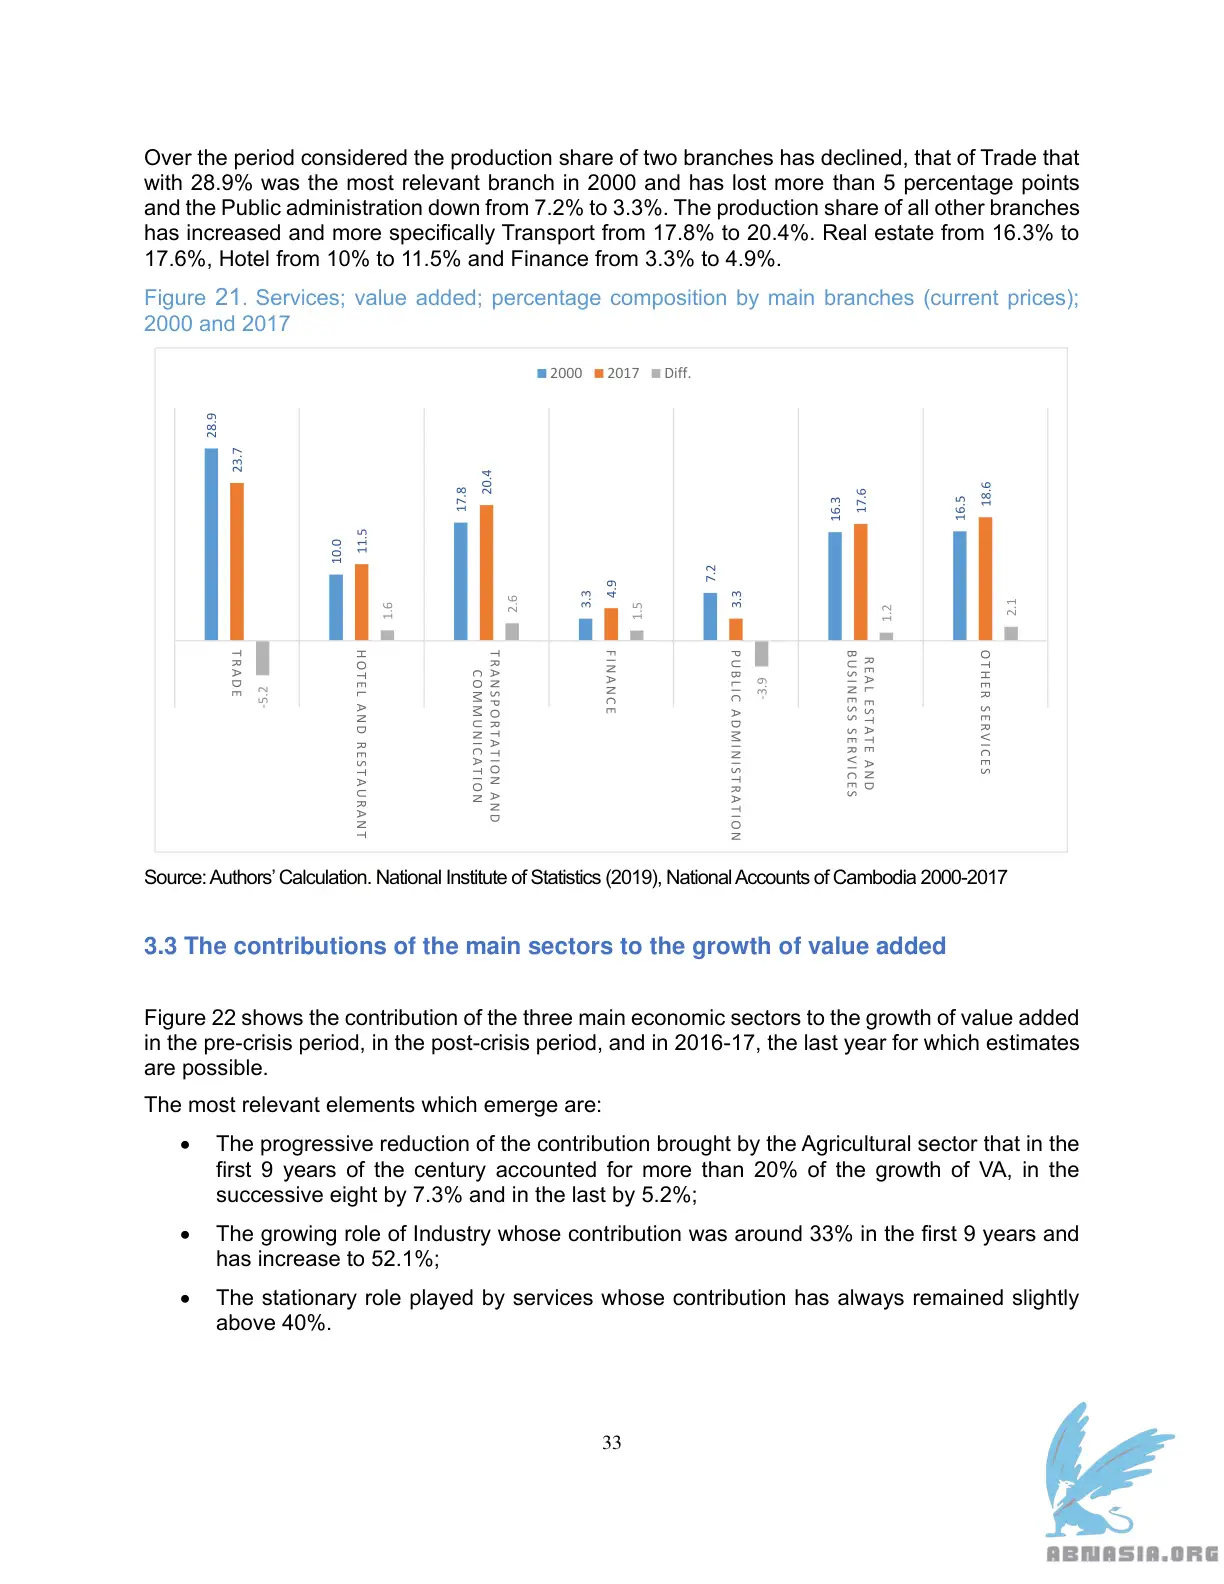 Over the period considered the production share of two branches has declined, that of Trade that
with 28.9% was the most relevant branch in 2000 and has lost more than 5 percentage points
and the Public administration down from 7.2% to 3.3%. The production share of all other branches
has increased and more specifically Transport from 17.8% to 20.4%. Real estate from 16.3% to
17.6%, Hotel from 10% to 11.5% and Finance from 3.3% to 4.9%.
Figure 21. Services; value added; percentage composition by main branches (current prices);
2000 and 2017
2000 2017 Diff.
28.9
23.7
-5.2
10.0
11.5
1.6
17.8
20.4
2.6
3.3
4.9
1.5
7.2
3.3
-3.9
16.3
17.6
1.2
16.5
18.6
2.1
TRADE
HOTEL AND RESTAURANT
TRANSPORTATION AND
COMMUNICATION
FINANCE
PUBLIC ADMINISTRATION
REAL ESTATE AND
BUSINESS SERVICES
OTHER SERVICES
Source: Authors’ Calculation. National Institute of Statistics (2019), National Accounts of Cambodia 2000-2017
3.3 The contributions of the main sectors to the growth of value added
Figure 22 shows the contribution of the three main economic sectors to the growth of value added
in the pre-crisis period, in the post-crisis period, and in 2016-17, the last year for which estimates
are possible.
The most relevant elements which emerge are:
• The progressive reduction of the contribution brought by the Agricultural sector that in the
first 9 years of the century accounted for more than 20% of the growth of VA, in the
successive eight by 7.3% and in the last by 5.2%;
• The growing role of Industry whose contribution was around 33% in the first 9 years and
has increase to 52.1%;
• The stationary role played by services whose contribution has always remained slightly
above 40%.
33
ABNASIA.ORG